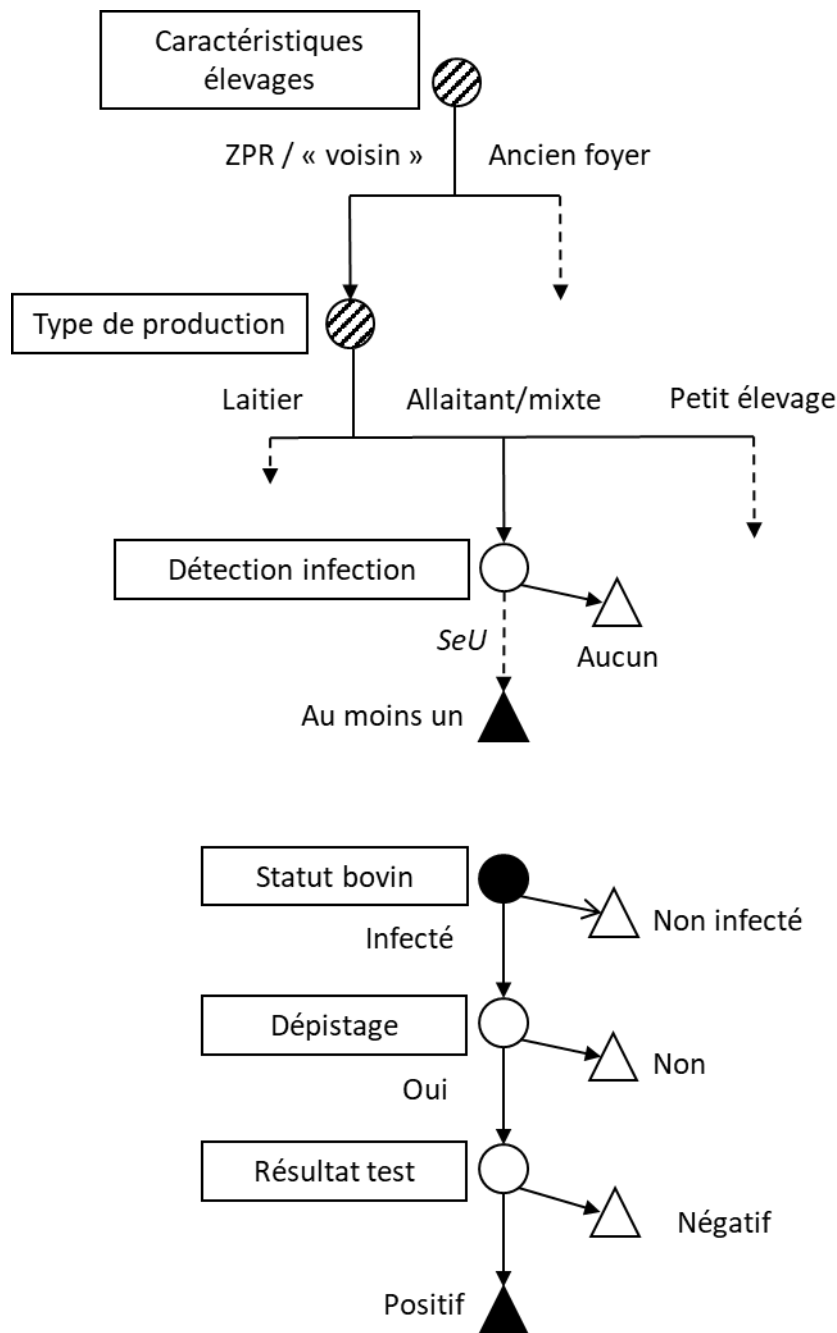 Caractéristiques
élevages
ZPR / « voisin »
Ancien foyer
Type de production
Laitier
Allaitant/mixte
Petit élevage
Détection infection
SeU
Aucun
Au moins un
Statut bovin
Non infecté
Infecté
Dépistage
Non
Oui
Résultat test
Négatif
Positif